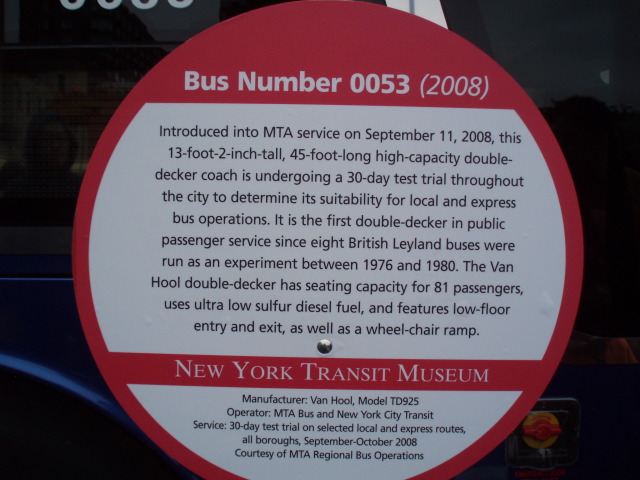 Bus Number 0053 (2008)
Introduced into MTA service on September 11, 2008, this
13-foot-2-inch-tall, 45-foot-long high-capacity double-
decker coach is undergoing a 30-day test trial throughout
the city to determine its suitability for local and express
bus operations. It is the first double-decker in public
passenger service since eight British Leyland buses were
run as an experiment between 1976 and 1980. The Van
Hool double-decker has seating capacity for 81 passengers,
uses ultra low sulfur diesel fuel, and features low-floor
entry and exit, as well as a wheel-chair ramp.
NEW YORK TRANSIT MUSEUM
Manufacturer: Van Hool, Model TD925
Operator: MTA Bus and New York City Transit
Service: 30-day test trial on selected local and express routes,
all boroughs, September-October 2008
Courtesy of MTA Regional Bus Operations